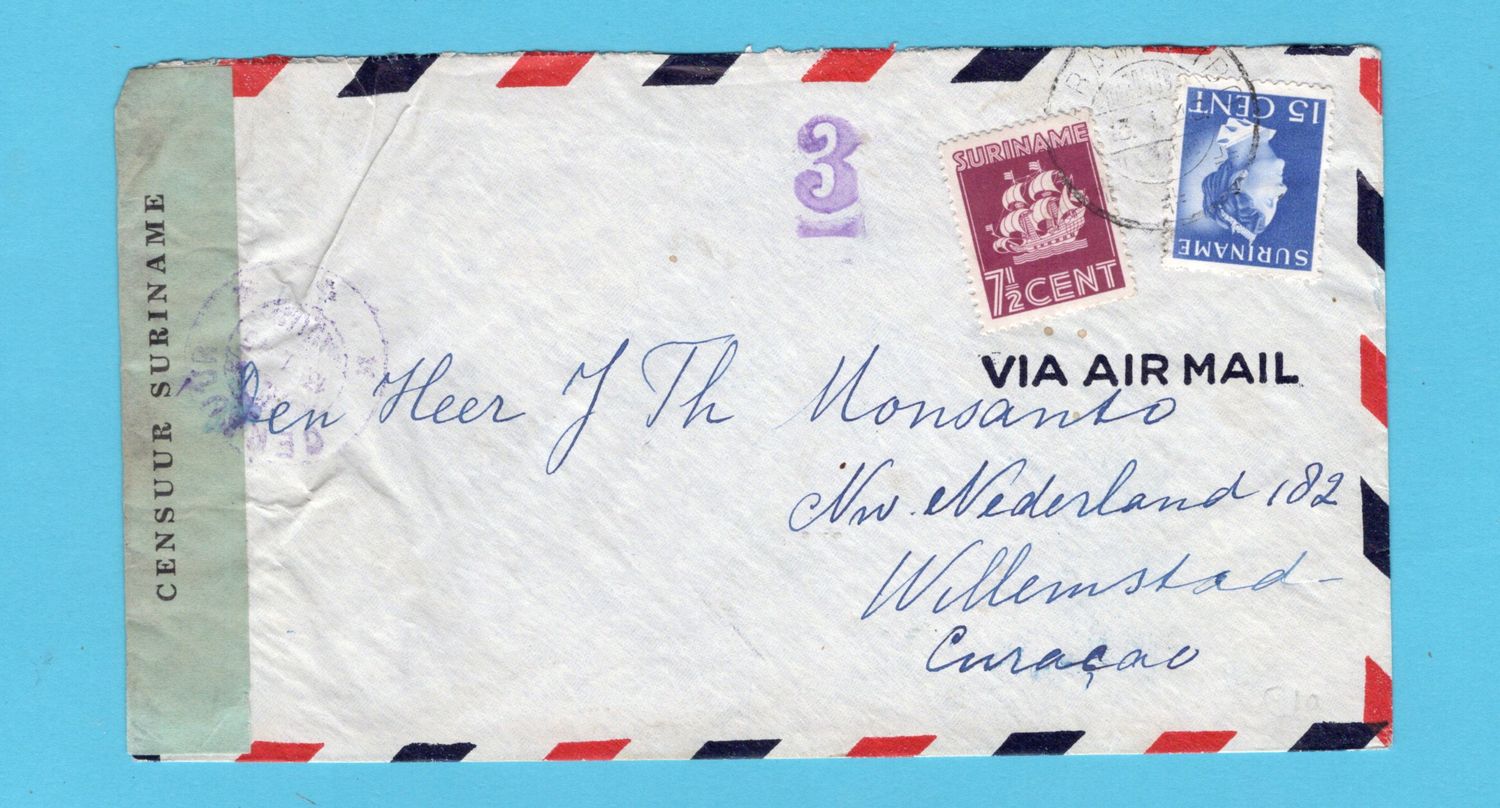 CENSUUR SURINAME
3
SURINAME
7½ CENT
15 CENT
SURINAME
VIA AIR MAIL
Den Heer J Th Monsanto
Nw. Nederland 182
Willemstad
Curaçao